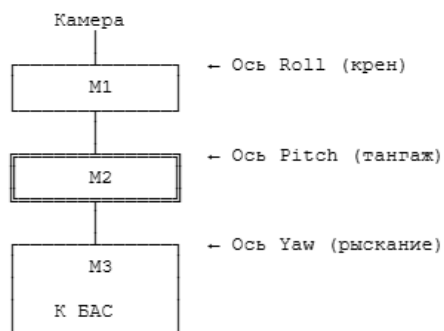 Камера
← Ось Roll (крен)
М1
← Ось Pitch (тангаж)
М2
← Ось Yaw (рыскание)
М3
К БАС